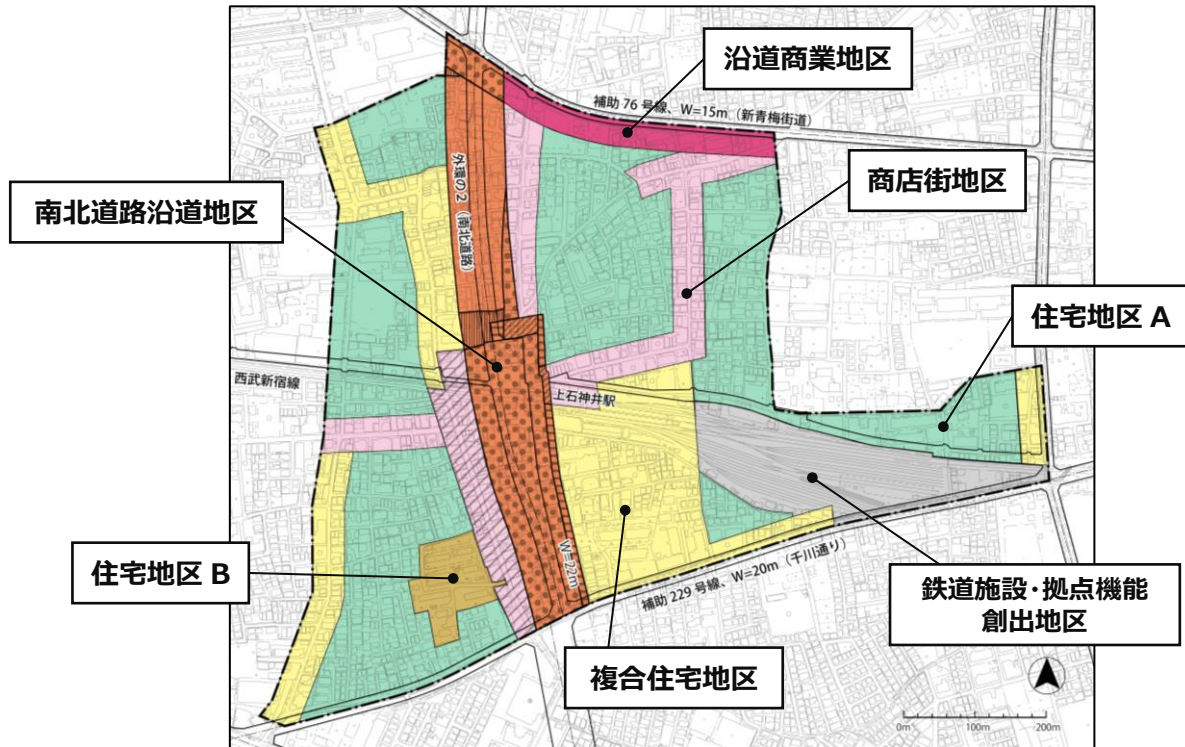 沿道商業地区
補助 76 号線、W=15m（新青梅街道）
商店街地区
外環の2（南北道路）
南北道路沿道地区
住宅地区 A
西武新宿線
上石神井駅
住宅地区 B
W=22m
補助 229 号線、W=20m（千川通り）
鉄道施設・拠点機能
創出地区
複合住宅地区
0m 100m 200m